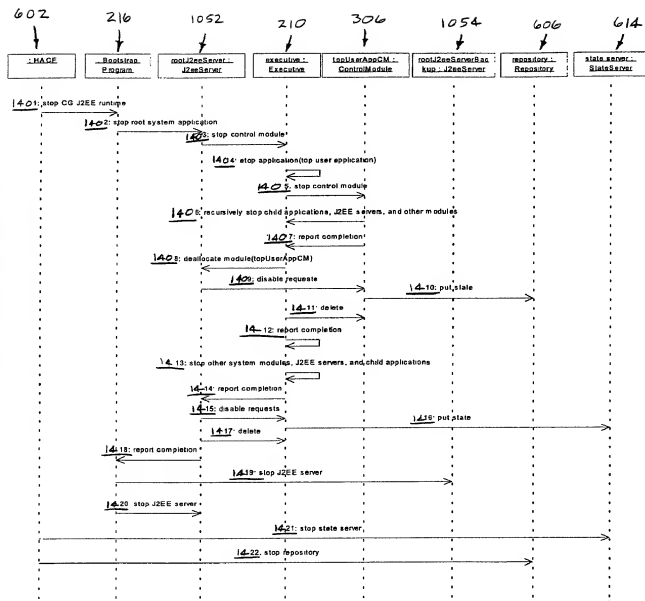 602 216 1052 210 306 1054 606 614
: HACF
: Bootstrap Program
rootJ2eeServer : J2eeServer
executive : Executive
topUserAppCM : ControlModule
rootJ2eeServerBackup : J2eeServer
repository : Repository
state server : StateServer
1401: stop CG J2EE runtime
1402: stop root system application
1403: stop control module
1404: stop application(top user application)
1405: stop control module
1406: recursively stop child applications, J2EE servers, and other modules
1407: report completion
1408: deallocate module(topUserAppCM)
1409: disable requests
1410: put state
1411: delete
1412: report completion
1413: stop other system modules, J2EE servers, and child applications
1414: report completion
1415: disable requests
1416: put state
1417: delete
1418: report completion
1419: stop J2EE server
1420: stop J2EE server
1421: stop state server
1422: stop repository